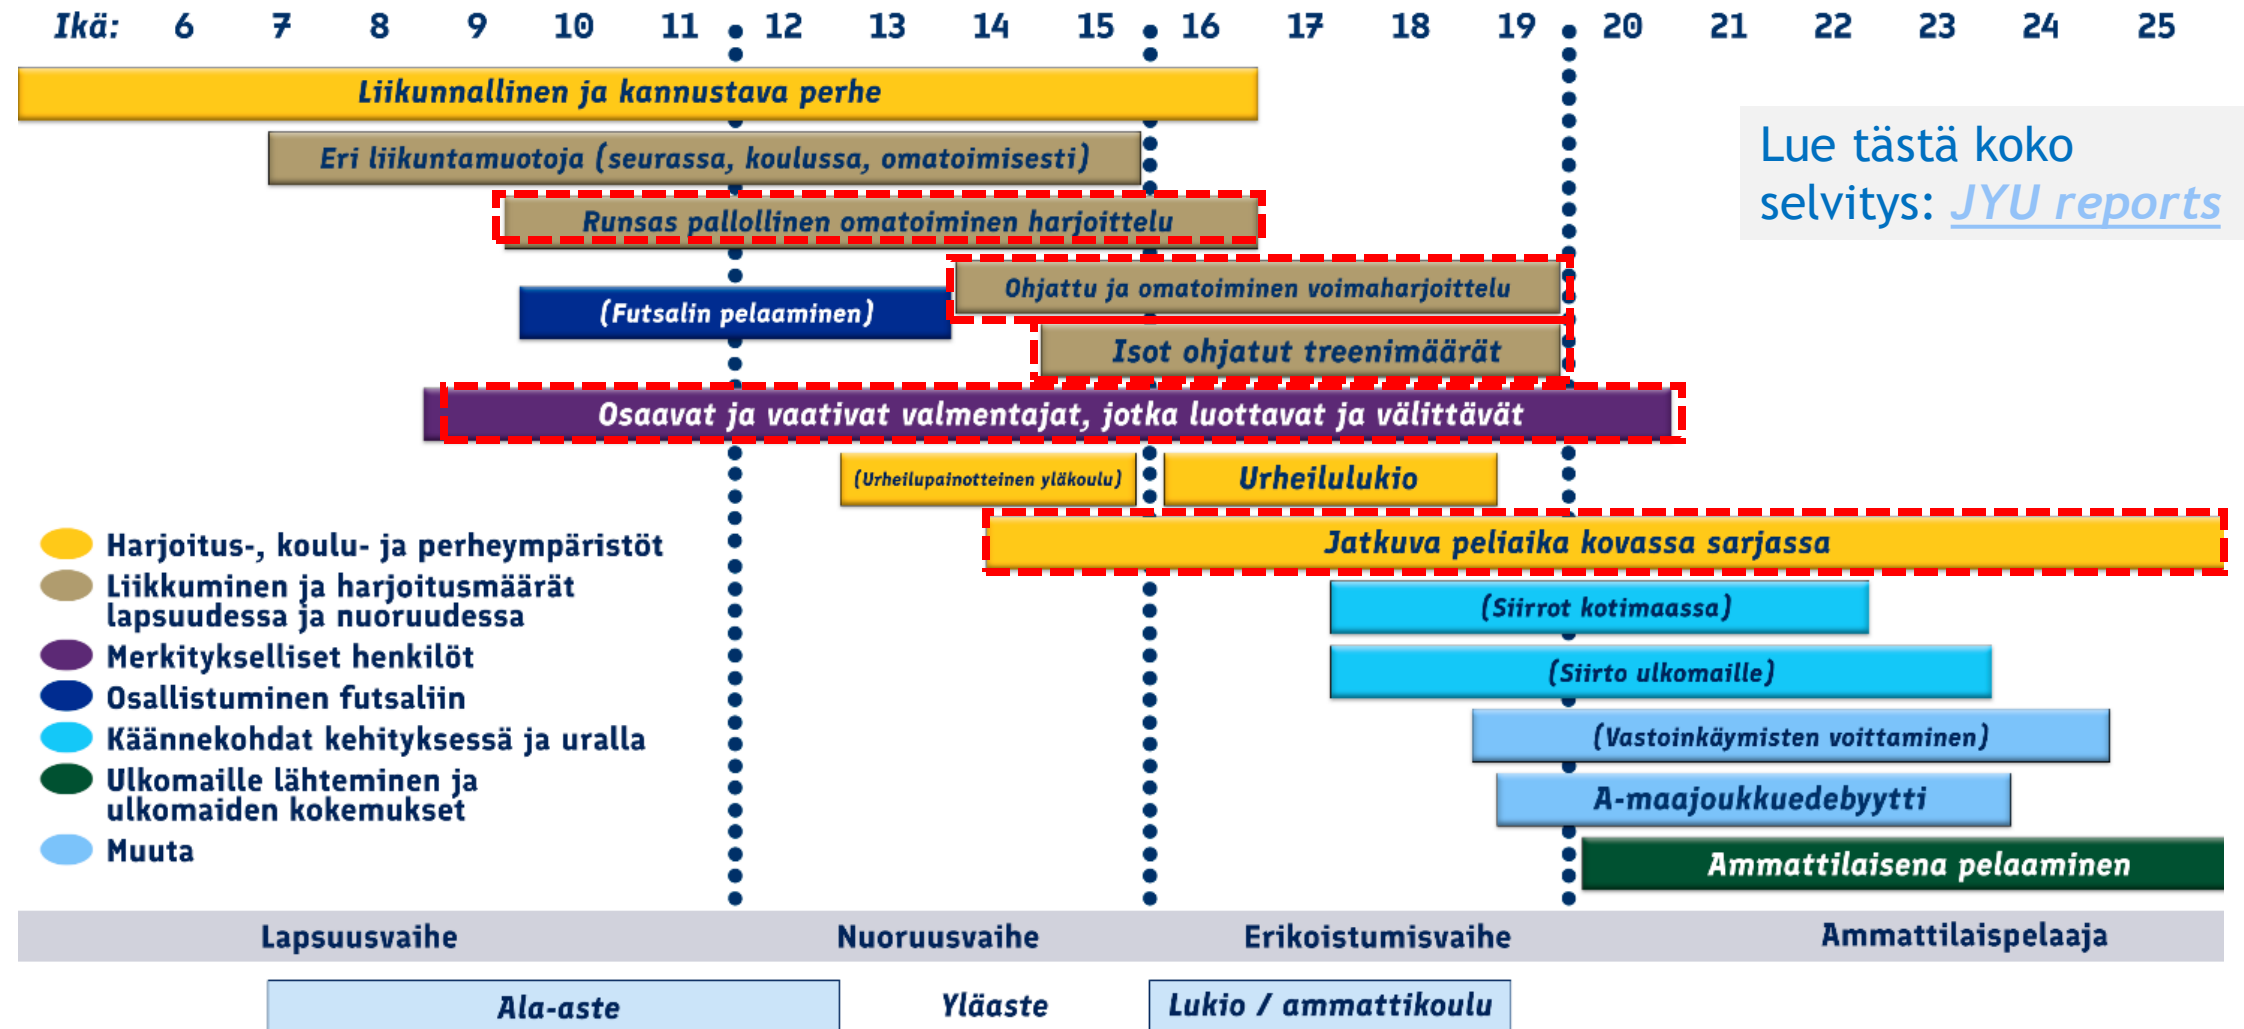 Ikä: 6 7 8 9 10 11 12 13 14 15 16 17 18 19 20 21 22 23 24 25
Liikunnallinen ja kannustava perhe
Lue tästä koko
selvitys: JYU reports
Eri liikuntamuotoja (seurassa, koulussa, omatoimisesti)
Runsas pallollinen omatoiminen harjoittelu
Ohjattu ja omatoiminen voimaharjoittelu
(Futsalin pelaaminen)
Isot ohjatut treenimäärät
Osaavat ja vaativat valmentajat, jotka luottavat ja välittävät
(Urheilupainotteinen yläkoulu)
Urheilulukio
Jatkuva peliaika kovassa sarjassa
(Siirrot kotimaassa)
(Siirto ulkomaille)
(Vastoinkäymisten voittaminen)
A-maajoukkuedebyytti
Ammattilaisena pelaaminen
Harjoitus-, koulu- ja perheympäristöt
Liikkuminen ja harjoitusmäärät
lapsuudessa ja nuoruudessa
Merkitykselliset henkilöt
Osallistuminen futsaliin
Käännekohdat kehityksessä ja uralla
Ulkomaille lähteminen ja
ulkomaiden kokemukset
Muuta
Lapsuusvaihe
Nuoruusvaihe
Erikoistumisvaihe
Ammattilaispelaaja
Ala-aste
Yläaste
Lukio / ammattikoulu